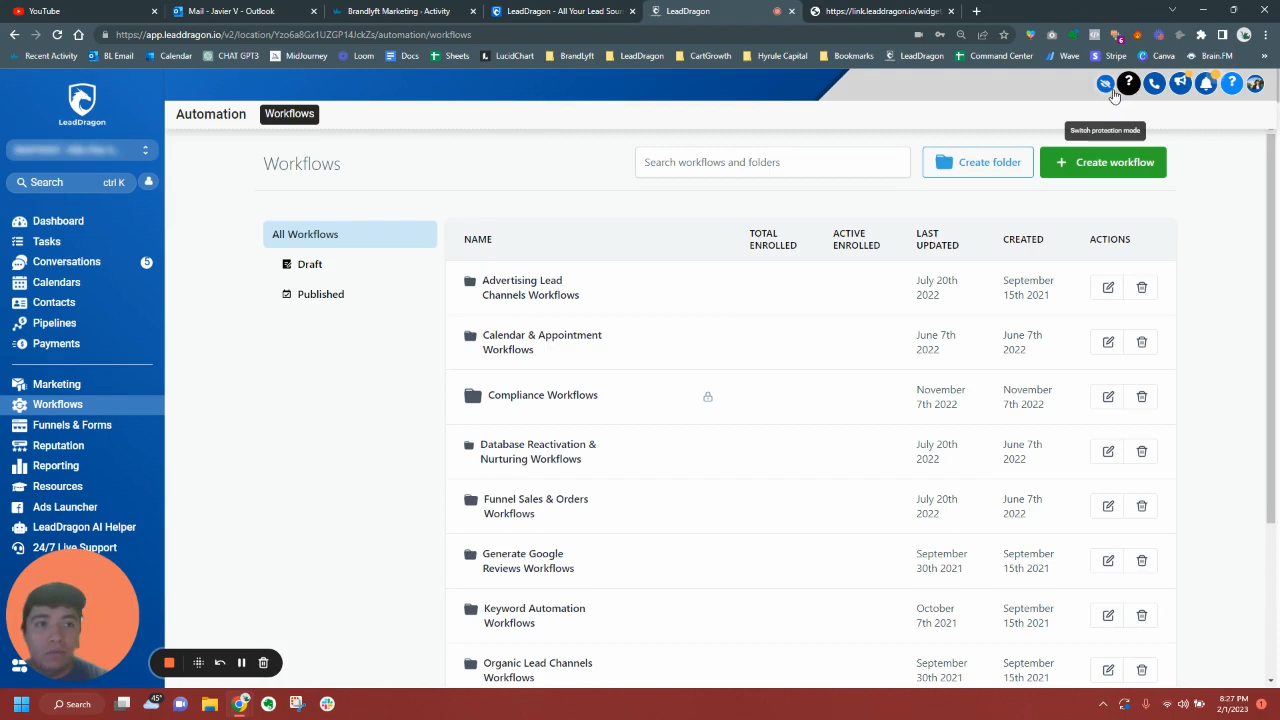 YouTube
Mail - Javier V - Outlook
Brandlyft Marketing · Activity
LeadDragon - All Your Lead Sour
LeadDragon
https://link.leaddragon.io/widget
https://app.leaddragon.io/v2/location/Yzo6a8Gx1UZGP14JckZs/automation/workflows
Recent Activity
BL Email
Calendar
CHAT GPT3
MidJourney
Loom
Docs
Sheets
LucidChart
BrandLyft
LeadDragon
CartGrowth
Hyrule Capital
Bookmarks
LeadDragon
Command Center
Wave
Stripe
Canva
Brain.FM
LeadDragon
Automation
Workflows
Switch protection mode
Workflows
Search workflows and folders
Create folder
+ Create workflow
Search
ctrl K
Dashboard
Tasks
Conversations
5
Calendars
Contacts
Pipelines
Payments
Marketing
Workflows
Funnels & Forms
Reputation
Reporting
Resources
Ads Launcher
LeadDragon AI Helper
24/7 Live Support
All Workflows
Draft
Published
NAME
TOTAL
ENROLLED
ACTIVE
ENROLLED
LAST
UPDATED
CREATED
ACTIONS
Advertising Lead
Channels Workflows
July 20th
2022
September
15th 2021
Calendar & Appointment
Workflows
June 7th
2022
June 7th
2022
Compliance Workflows
November
7th 2022
November
7th 2022
Database Reactivation &
Nurturing Workflows
July 20th
2022
June 7th
2022
Funnel Sales & Orders
Workflows
July 20th
2022
June 7th
2022
Generate Google
Reviews Workflows
September
30th 2021
September
15th 2021
Keyword Automation
Workflows
October
7th 2021
September
15th 2021
Organic Lead Channels
Workflows
September
30th 2021
September
15th 2021
Search
45°
8:27 PM
2/1/2023